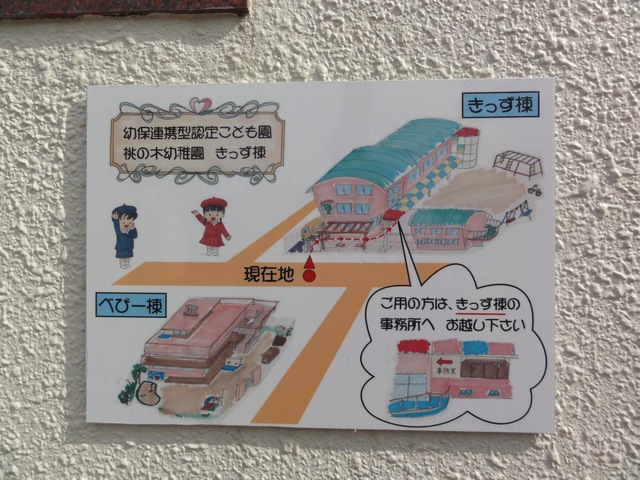 幼保連携型認定こども園
桃の木幼稚園 きっず棟
きっず棟
現在地
べびー棟
ご用の方は、きっず棟の
事務所へ お越し下さい
事務室